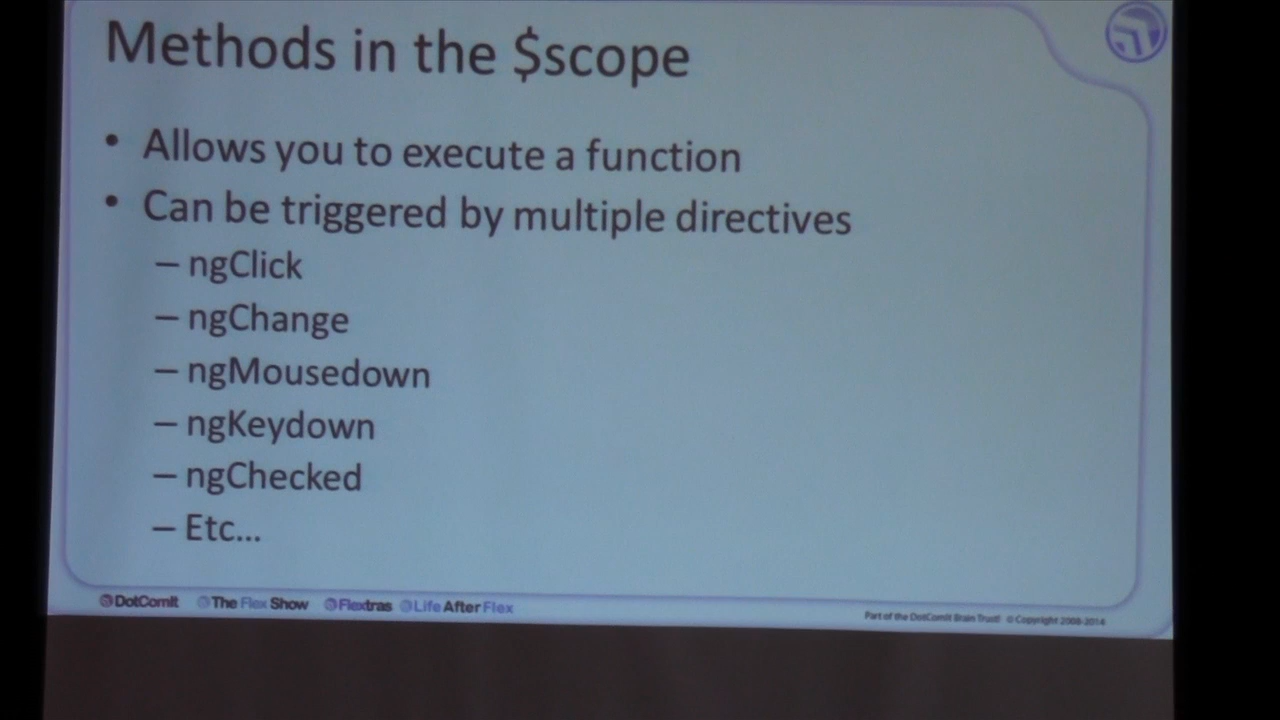 Methods in the $scope
• Allows you to execute a function
• Can be triggered by multiple directives
– ngClick
– ngChange
– ngMousedown
– ngKeydown
– ngChecked
– Etc...
DotComIt The Flex Show Flextras Life After Flex
Part of the DotComIt Brain Trust! © Copyright 2008-2014